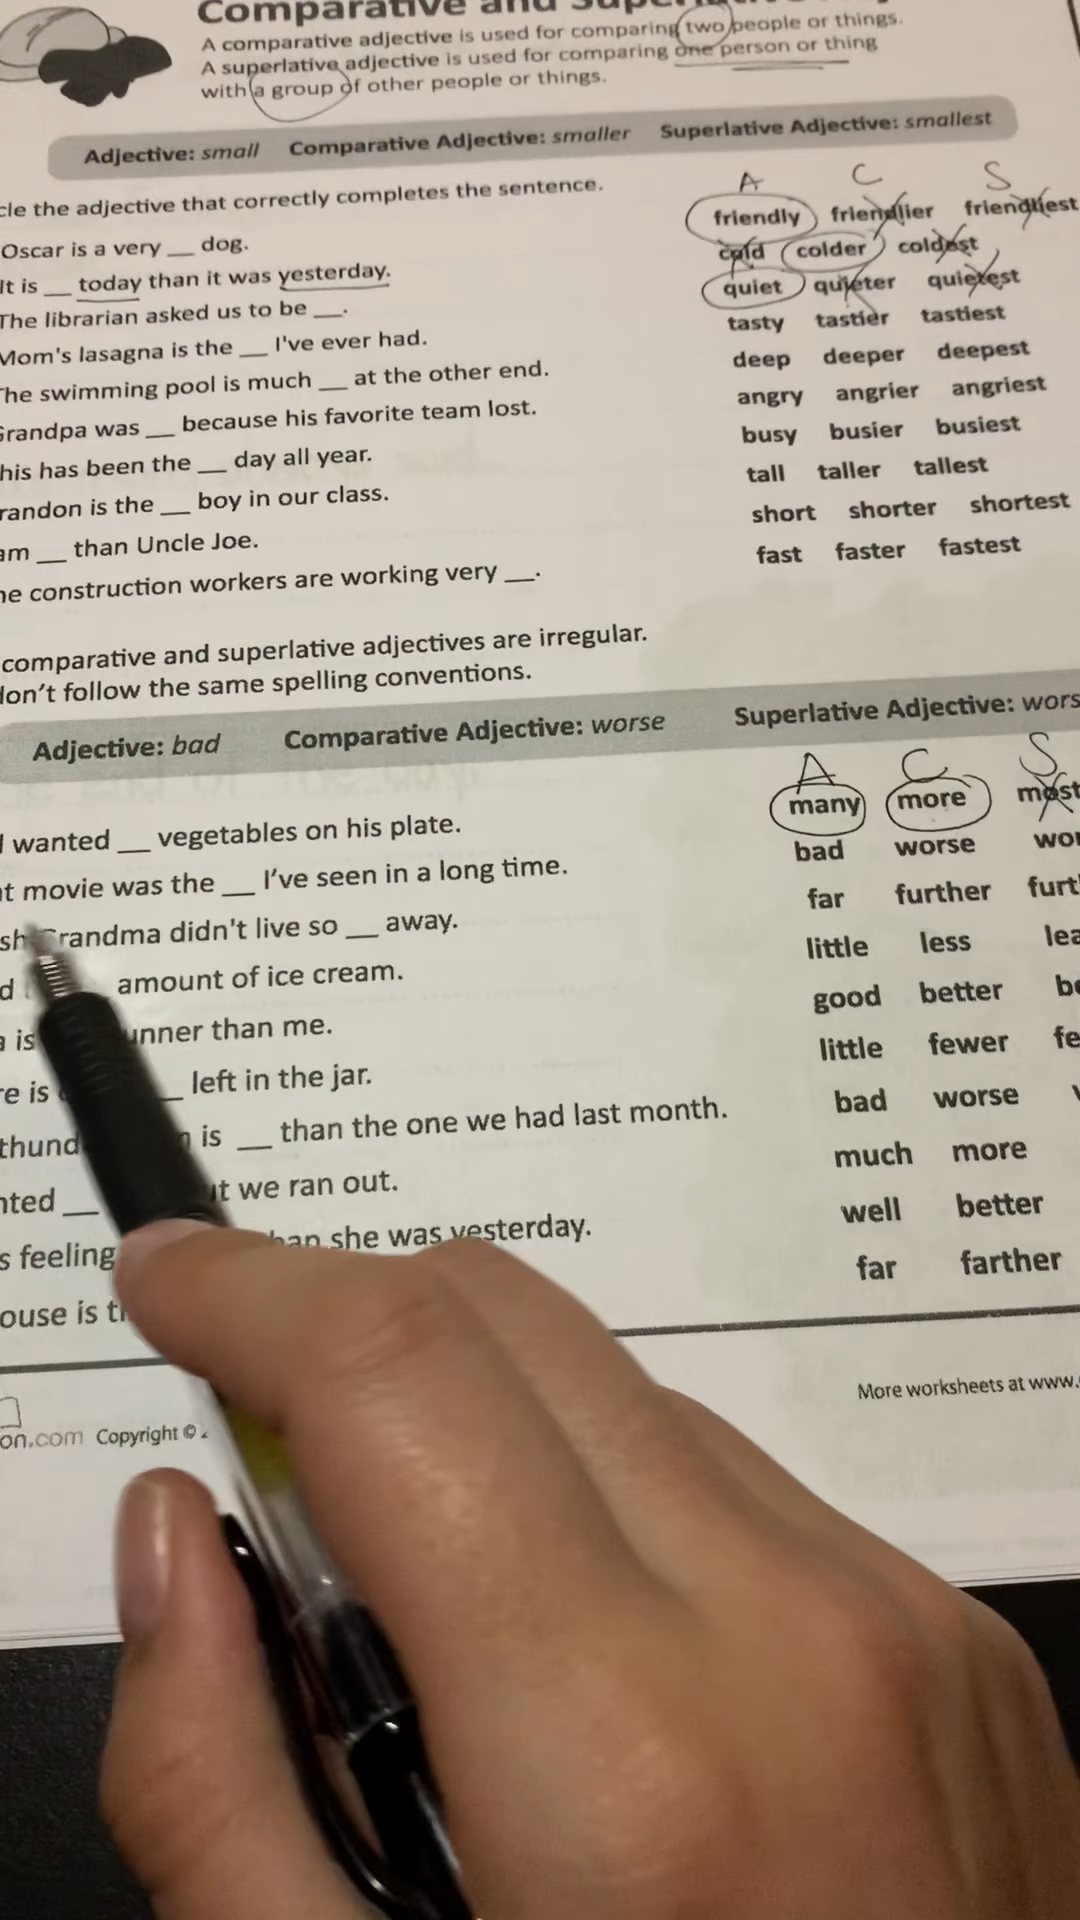 Comparative and
A comparative adjective is used for comparing two people or things.
A superlative adjective is used for comparing one person or thing
with a group of other people or things.
Adjective: small Comparative Adjective: smaller Superlative Adjective: smallest
cle the adjective that correctly completes the sentence.
A C S
Oscar is a very __ dog. friendly friendlier friendliest
It is __ today than it was yesterday. cold colder coldest
The librarian asked us to be __. quiet quieter quietest
Mom's lasagna is the __ I've ever had. tasty tastier tastiest
The swimming pool is much __ at the other end. deep deeper deepest
Grandpa was __ because his favorite team lost. angry angrier angriest
his has been the __ day all year. busy busier busiest
randon is the __ boy in our class. tall taller tallest
am __ than Uncle Joe. short shorter shortest
ne construction workers are working very __. fast faster fastest
comparative and superlative adjectives are irregular.
don't follow the same spelling conventions.
Adjective: bad Comparative Adjective: worse Superlative Adjective: wors
A C S
wanted __ vegetables on his plate. many more most
at movie was the __ I've seen in a long time. bad worse wor
sh Grandma didn't live so __ away. far further furt
d amount of ice cream. little less lea
is unner than me. good better be
re is __ left in the jar. little fewer fe
thund is __ than the one we had last month. bad worse
nted __ ut we ran out. much more
s feeling han she was yesterday. well better
ouse is far farther
More worksheets at www.
on.com Copyright ©